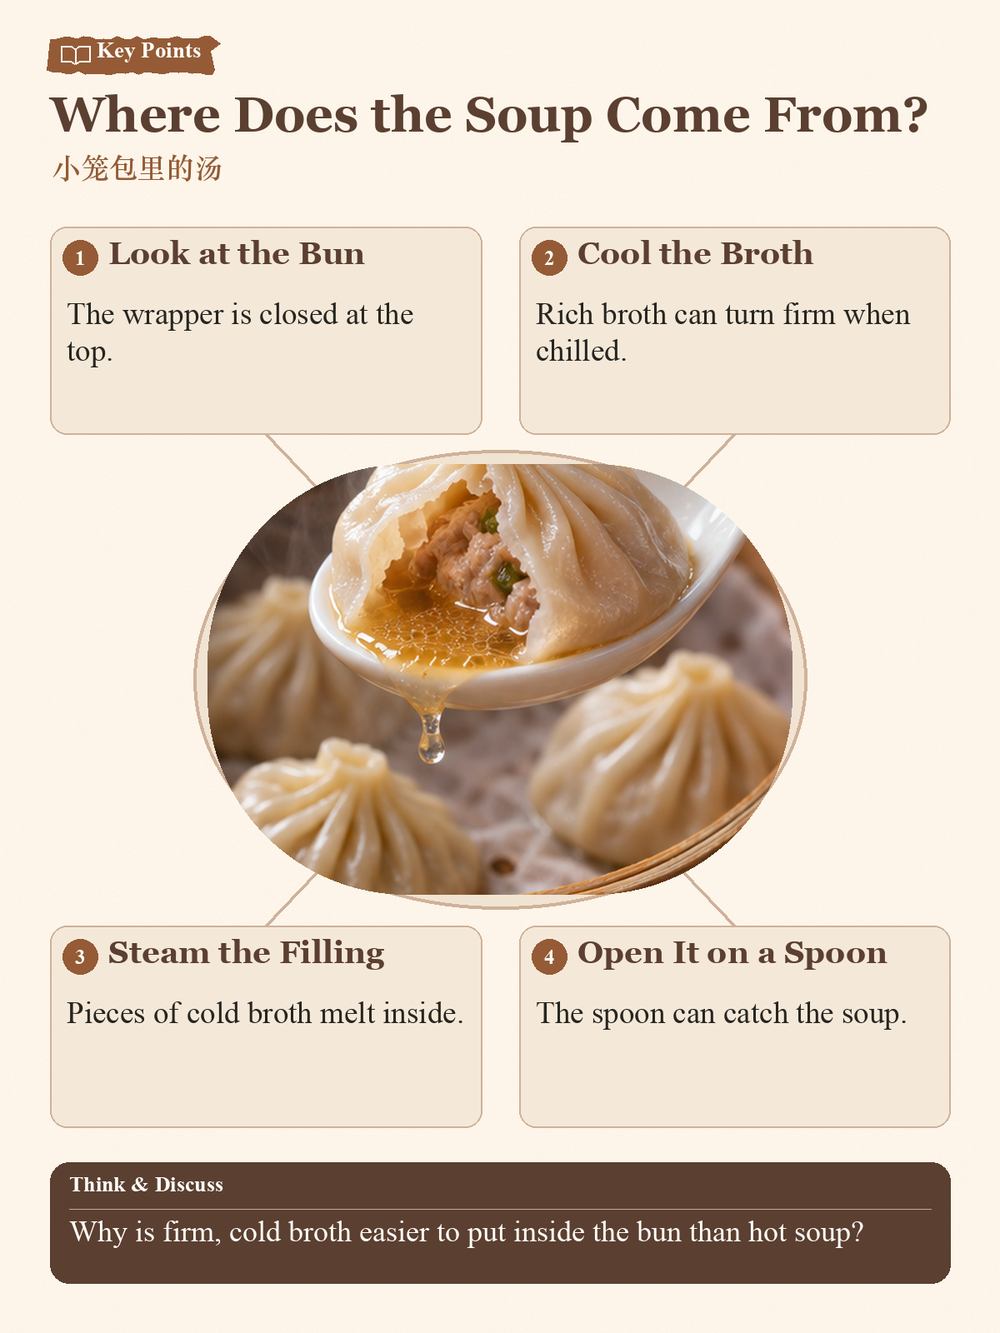 Key Points
Where Does the Soup Come From?
小笼包里的汤
1 Look at the Bun
The wrapper is closed at the
top.
2 Cool the Broth
Rich broth can turn firm when
chilled.
3 Steam the Filling
Pieces of cold broth melt inside.
4 Open It on a Spoon
The spoon can catch the soup.
Think & Discuss
Why is firm, cold broth easier to put inside the bun than hot soup?